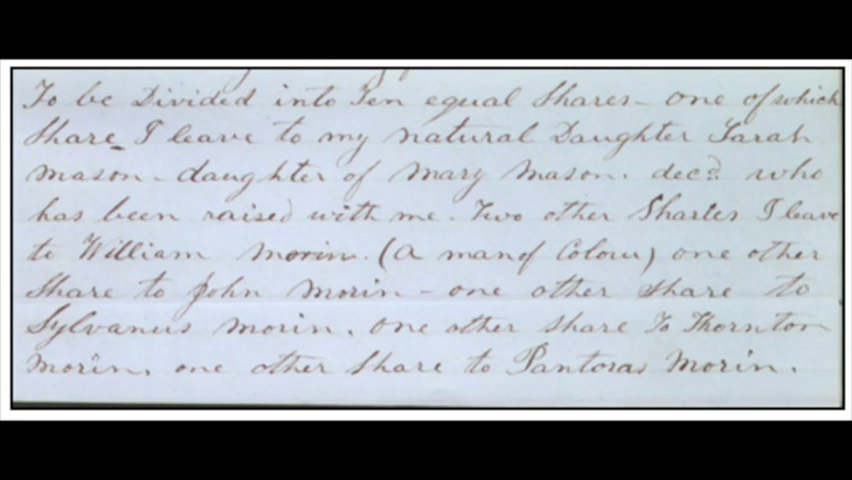 To be Divided into Ten equal Shares - One of which
Share I leave to my natural Daughter Sarah
Mason - daughter of Mary Mason. decd. who
has been raised with me. Two other Sharles I leave
to William Morin. (A man of Colour) one other
Share to John Morin - one other share to
Sylvanus Morin. One other share To Thornton
Morin. one other Share to Pantoras Morin.